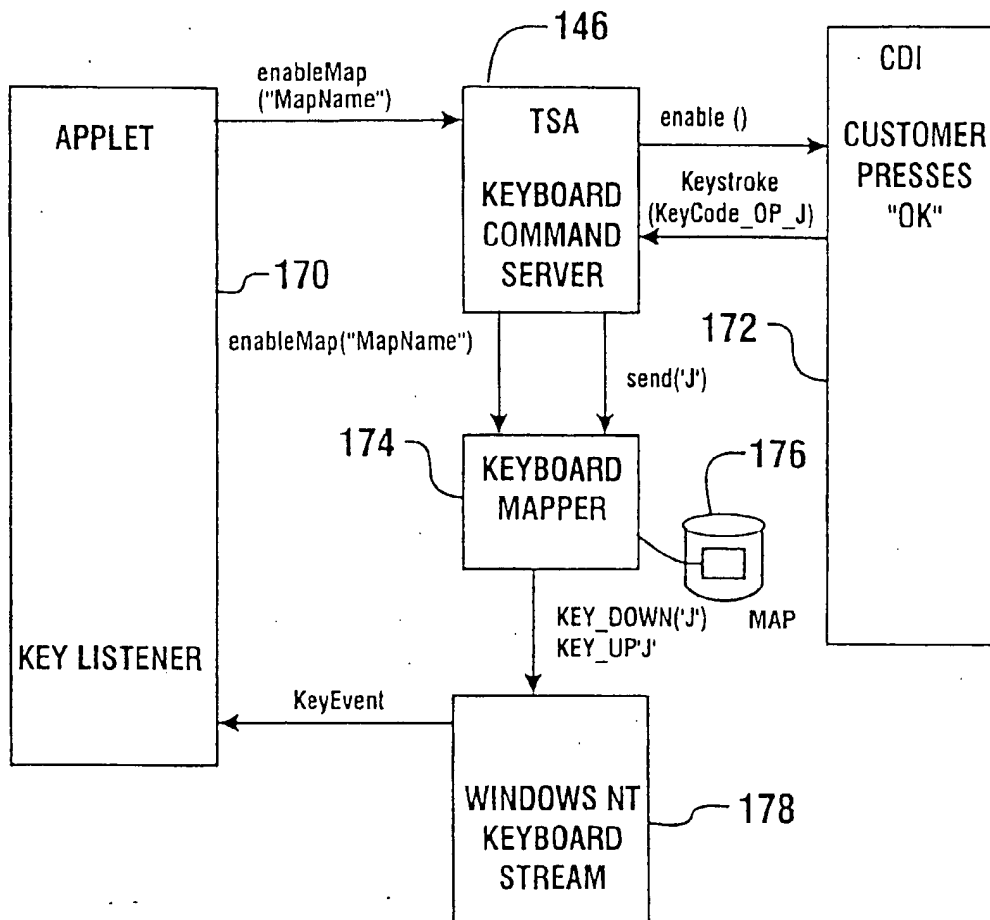 146
enableMap
("MapName")
APPLET
TSA
KEYBOARD
COMMAND
SERVER
enable ()
Keystroke
(KeyCode_OP_J)
CDI
CUSTOMER
PRESSES
"OK"
170
enableMap("MapName")
send('J')
172
174
KEYBOARD
MAPPER
176
MAP
KEY_DOWN('J')
KEY_UP'J'
KEY LISTENER
KeyEvent
WINDOWS NT
KEYBOARD
STREAM
178